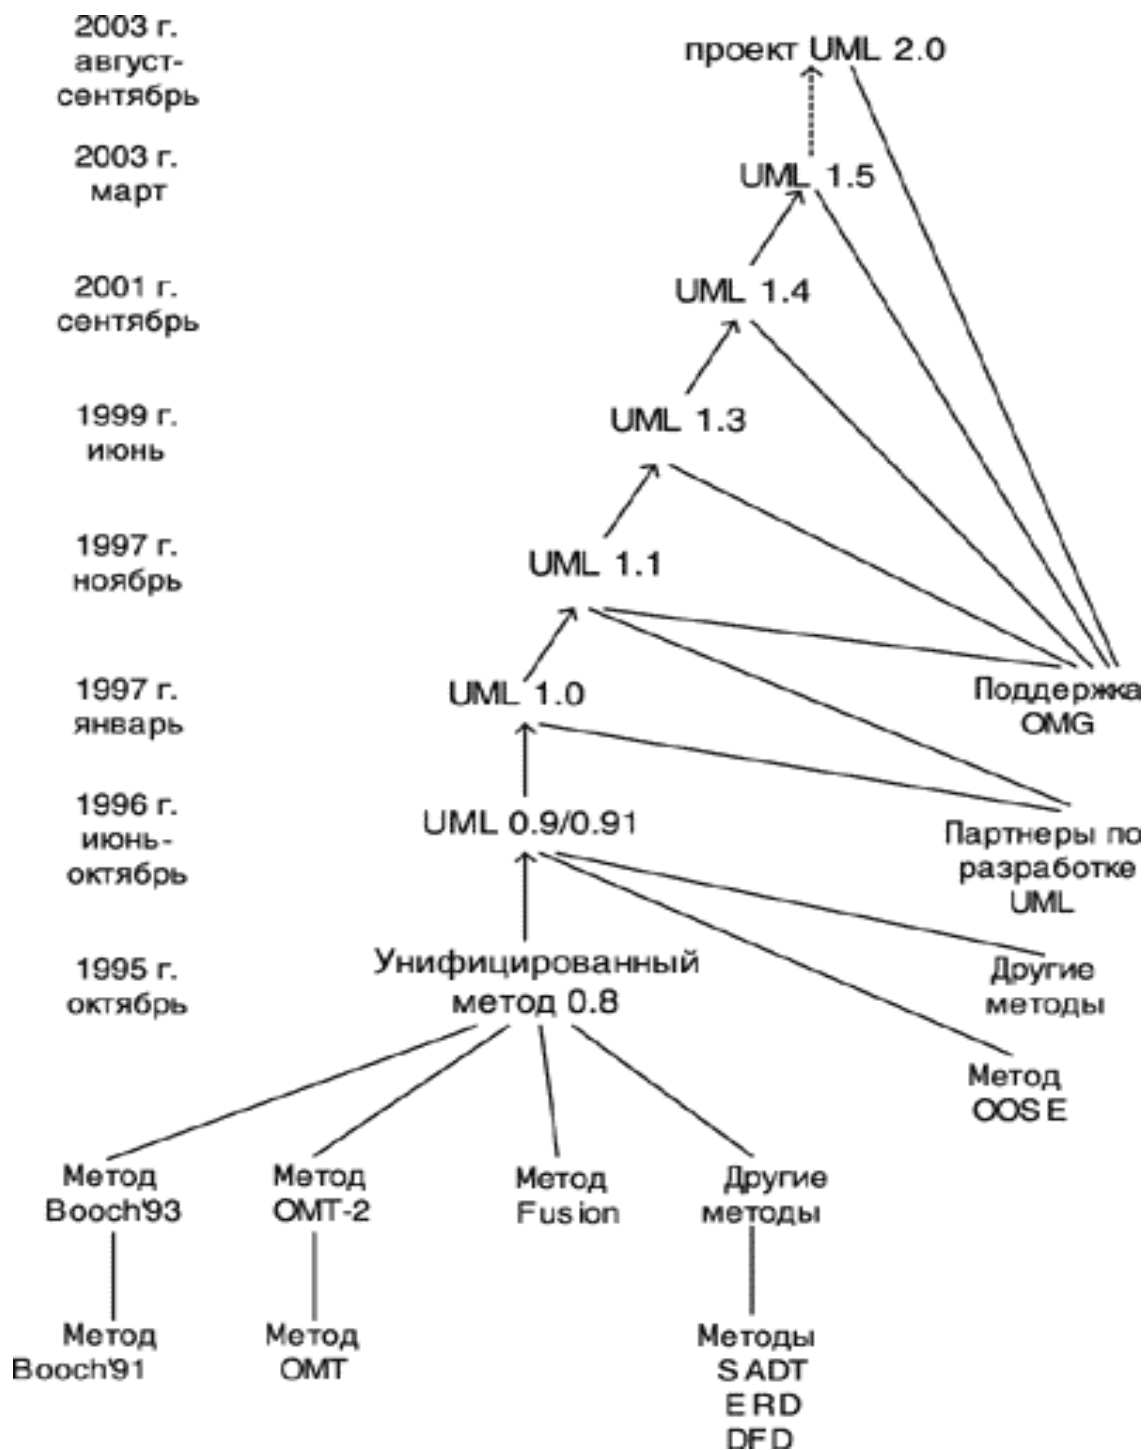 2003 г.
август-
сентябрь
проект UML 2.0
2003 г.
март
UML 1.5
2001 г.
сентябрь
UML 1.4
1999 г.
июнь
UML 1.3
1997 г.
ноябрь
UML 1.1
1997 г.
январь
UML 1.0
Поддержка
OMG
1996 г.
июнь-
октябрь
UML 0.9/0.91
Партнеры по
разработке
UML
1995 г.
октябрь
Унифицированный
метод 0.8
Другие
методы
Метод
OOSE
Метод
Booch'93
Метод
OMT-2
Метод
Fusion
Другие
методы
Метод
Booch'91
Метод
OMT
Методы
SADT
ERD
DFD